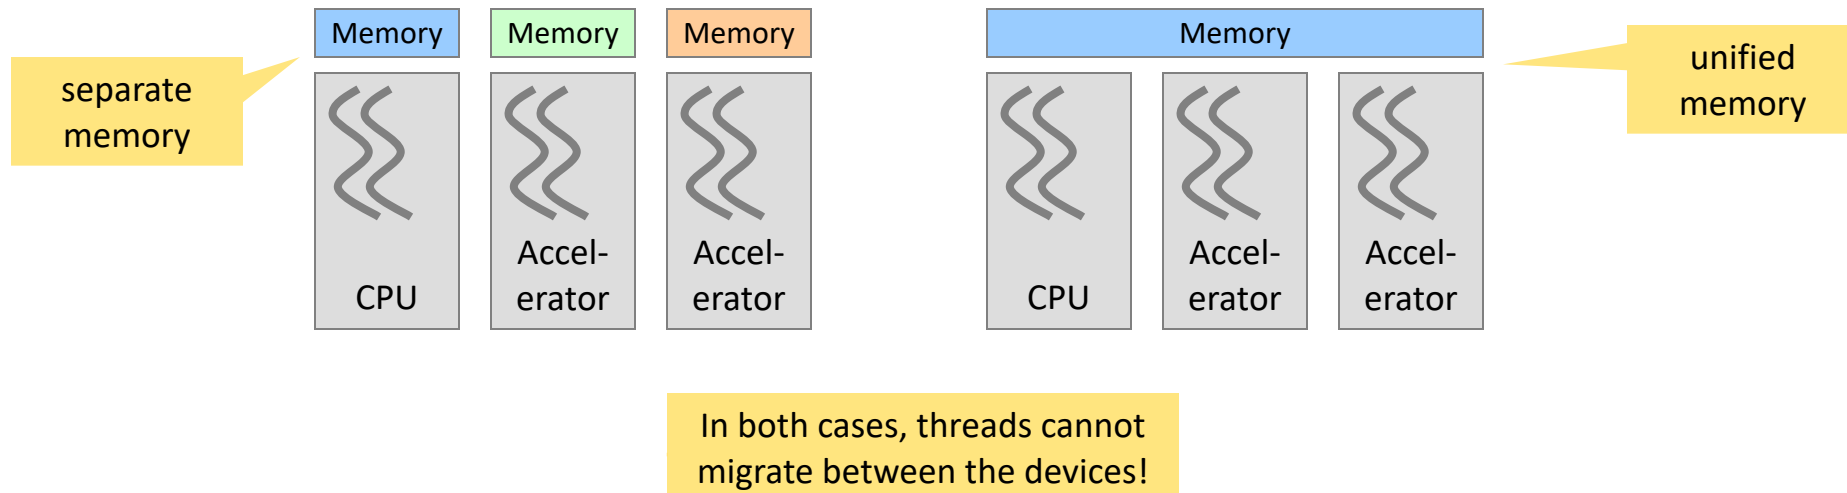 Memory
Memory
Memory
Memory
separate
memory
unified
memory
CPU
Accel-
erator
Accel-
erator
CPU
Accel-
erator
Accel-
erator
In both cases, threads cannot
migrate between the devices!